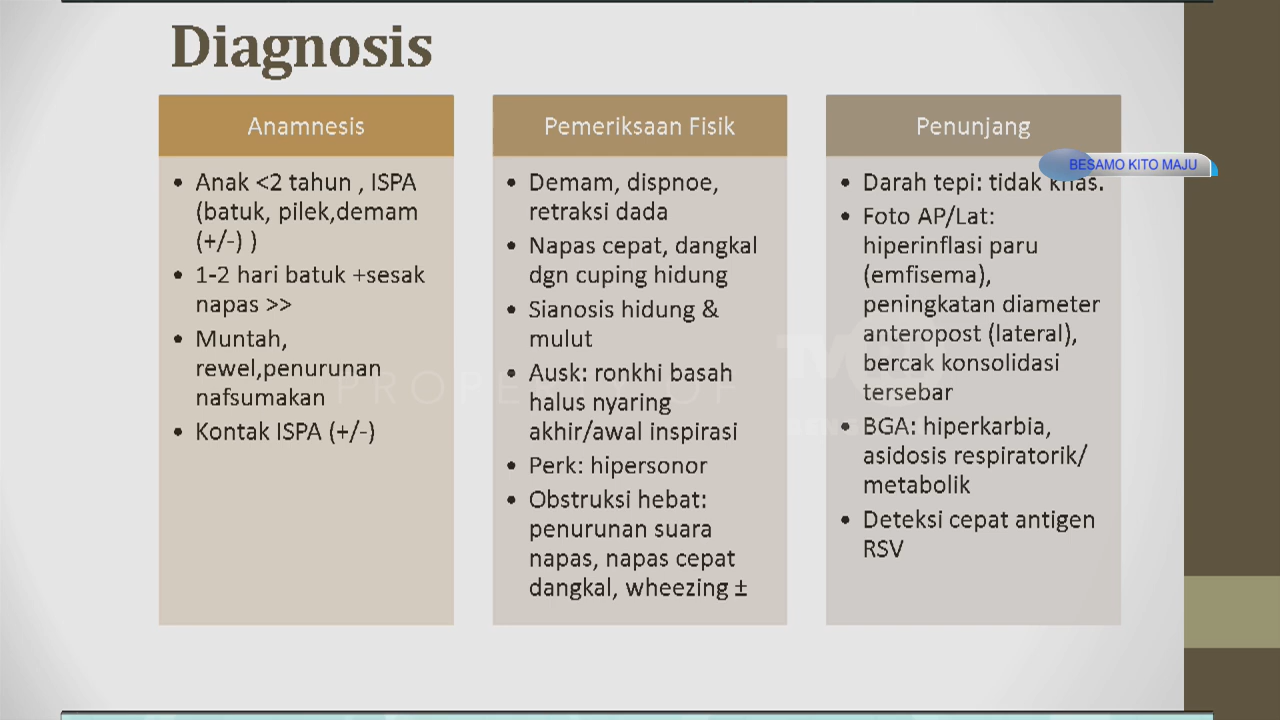 Diagnosis
Anamnesis
• Anak <2 tahun , ISPA
(batuk, pilek,demam
(+/-) )
• 1-2 hari batuk +sesak
napas >>
• Muntah,
rewel,penurunan
nafsumakan
• Kontak ISPA (+/-)
Pemeriksaan Fisik
• Demam, dispnoe,
retraksi dada
• Napas cepat, dangkal
dgn cuping hidung
• Sianosis hidung &
mulut
• Ausk: ronkhi basah
halus nyaring
akhir/awal inspirasi
• Perk: hipersonor
• Obstruksi hebat:
penurunan suara
napas, napas cepat
dangkal, wheezing ±
Penunjang
BESAMO KITO MAJU
• Darah tepi: tidak khas.
• Foto AP/Lat:
hiperinflasi paru
(emfisema),
peningkatan diameter
anteropost (lateral),
bercak konsolidasi
tersebar
• BGA: hiperkarbia,
asidosis respiratorik/
metabolik
• Deteksi cepat antigen
RSV
PROPERTY OF